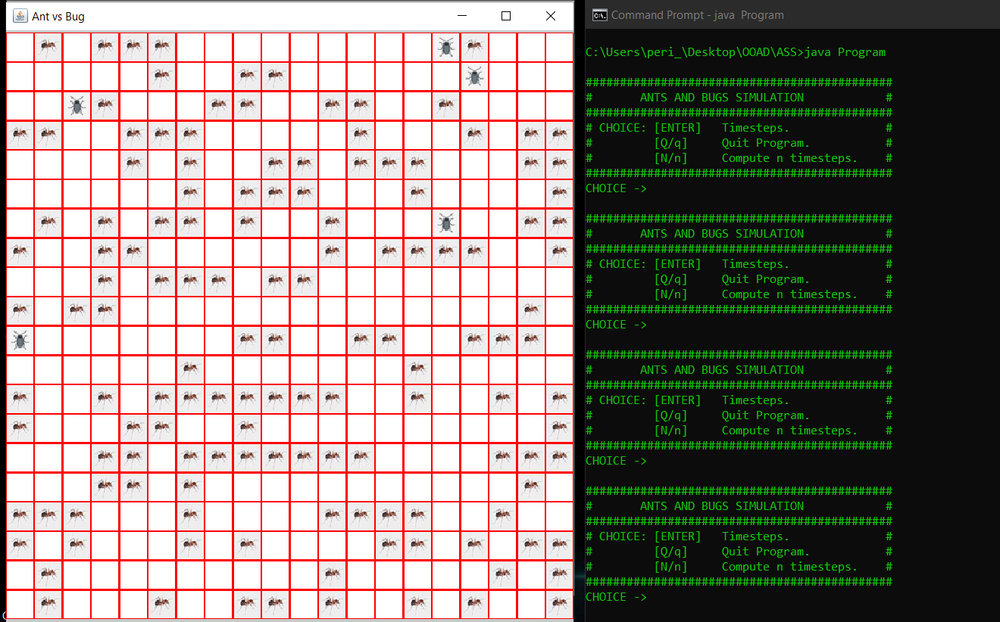 Ant vs Bug
Command Prompt - java  Program
C:\Users\peri_\Desktop\OOAD\ASS>java Program
#############################################
#       ANTS AND BUGS SIMULATION            #
#############################################
# CHOICE: [ENTER]   Timesteps.              #
#         [Q/q]     Quit Program.           #
#         [N/n]     Compute n timesteps.    #
#############################################
CHOICE ->
#############################################
#       ANTS AND BUGS SIMULATION            #
#############################################
# CHOICE: [ENTER]   Timesteps.              #
#         [Q/q]     Quit Program.           #
#         [N/n]     Compute n timesteps.    #
#############################################
CHOICE ->
#############################################
#       ANTS AND BUGS SIMULATION            #
#############################################
# CHOICE: [ENTER]   Timesteps.              #
#         [Q/q]     Quit Program.           #
#         [N/n]     Compute n timesteps.    #
#############################################
CHOICE ->
#############################################
#       ANTS AND BUGS SIMULATION            #
#############################################
# CHOICE: [ENTER]   Timesteps.              #
#         [Q/q]     Quit Program.           #
#         [N/n]     Compute n timesteps.    #
#############################################
CHOICE ->